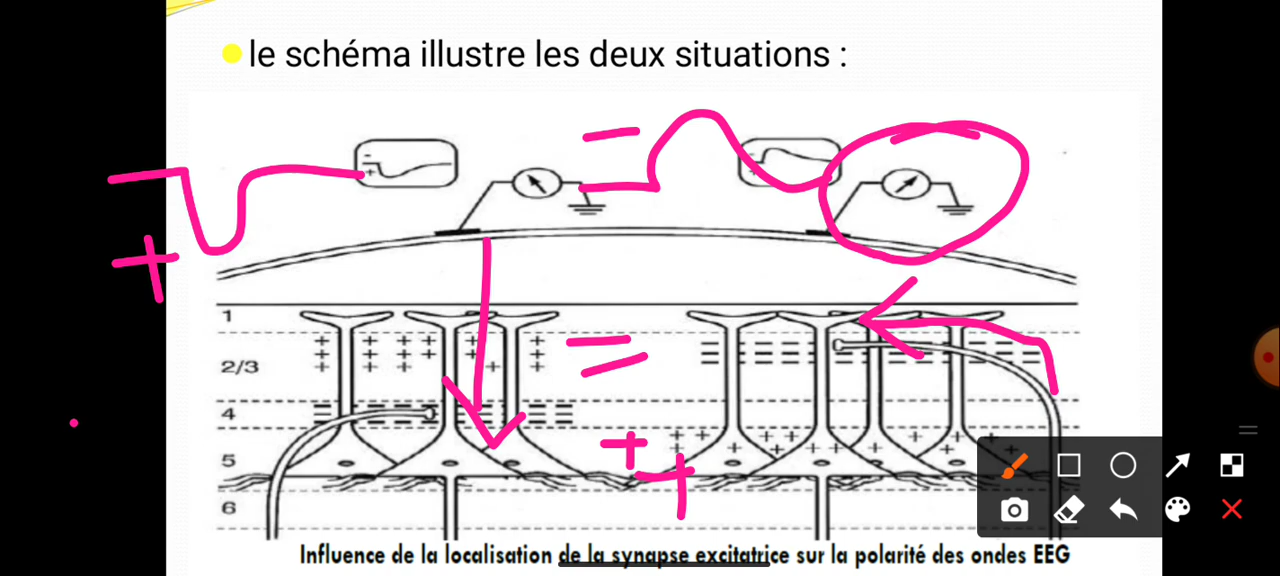 le schéma illustre les deux situations :
1
2/3
4
5
6
Influence de la localisation de la synapse excitatrice sur la polarité des ondes EEG